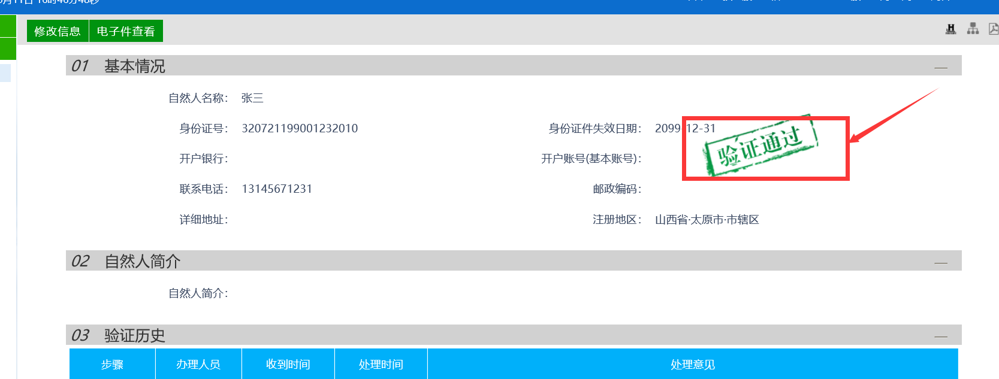 修改信息 电子件查看
01 基本情况
自然人名称： 张三
身份证号： 320721199001232010 身份证件失效日期： 2099-12-31
验证通过
开户银行： 开户账号(基本账号)：
联系电话： 13145671231 邮政编码：
详细地址： 注册地区： 山西省·太原市·市辖区
02 自然人简介
自然人简介：
03 验证历史
步骤 办理人员 收到时间 处理时间 处理意见